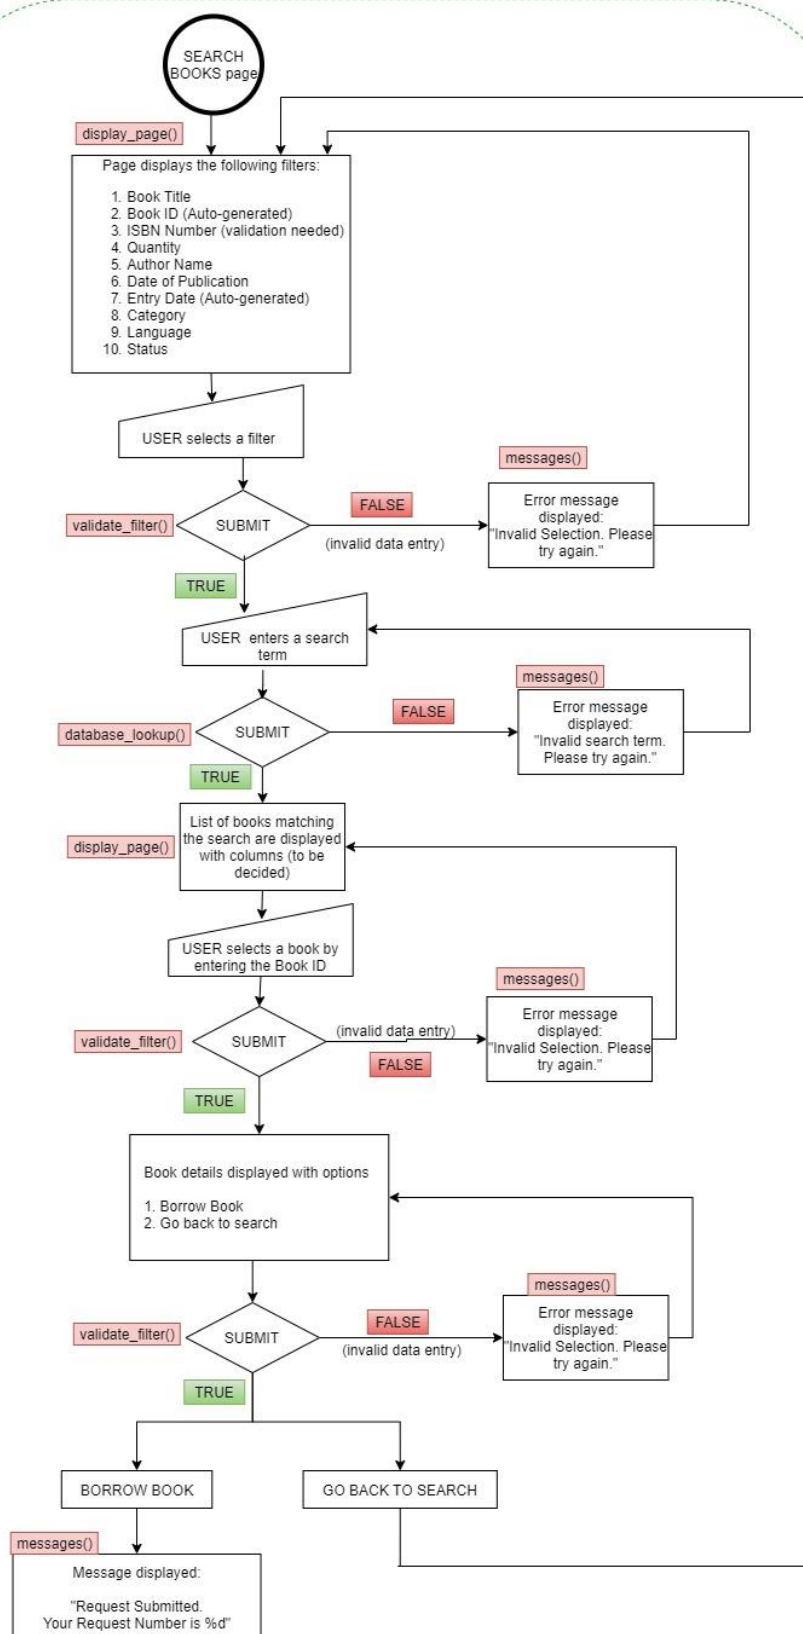 SEARCH
BOOKS page
display_page()
Page displays the following filters:
1. Book Title
2. Book ID (Auto-generated)
3. ISBN Number (validation needed)
4. Quantity
5. Author Name
6. Date of Publication
7. Entry Date (Auto-generated)
8. Category
9. Language
10. Status
USER selects a filter
validate_filter()
SUBMIT
FALSE
(invalid data entry)
messages()
Error message
displayed:
"Invalid Selection. Please
try again."
TRUE
USER enters a search
term
database_lookup()
SUBMIT
FALSE
messages()
Error message
displayed:
"Invalid search term.
Please try again."
TRUE
display_page()
List of books matching
the search are displayed
with columns (to be
decided)
USER selects a book by
entering the Book ID
validate_filter()
SUBMIT
(invalid data entry)
FALSE
messages()
Error message
displayed:
"Invalid Selection. Please
try again."
TRUE
Book details displayed with options
1. Borrow Book
2. Go back to search
validate_filter()
SUBMIT
FALSE
(invalid data entry)
messages()
Error message
displayed:
"Invalid Selection. Please
try again."
TRUE
BORROW BOOK
GO BACK TO SEARCH
messages()
Message displayed:
"Request Submitted.
Your Request Number is %d"